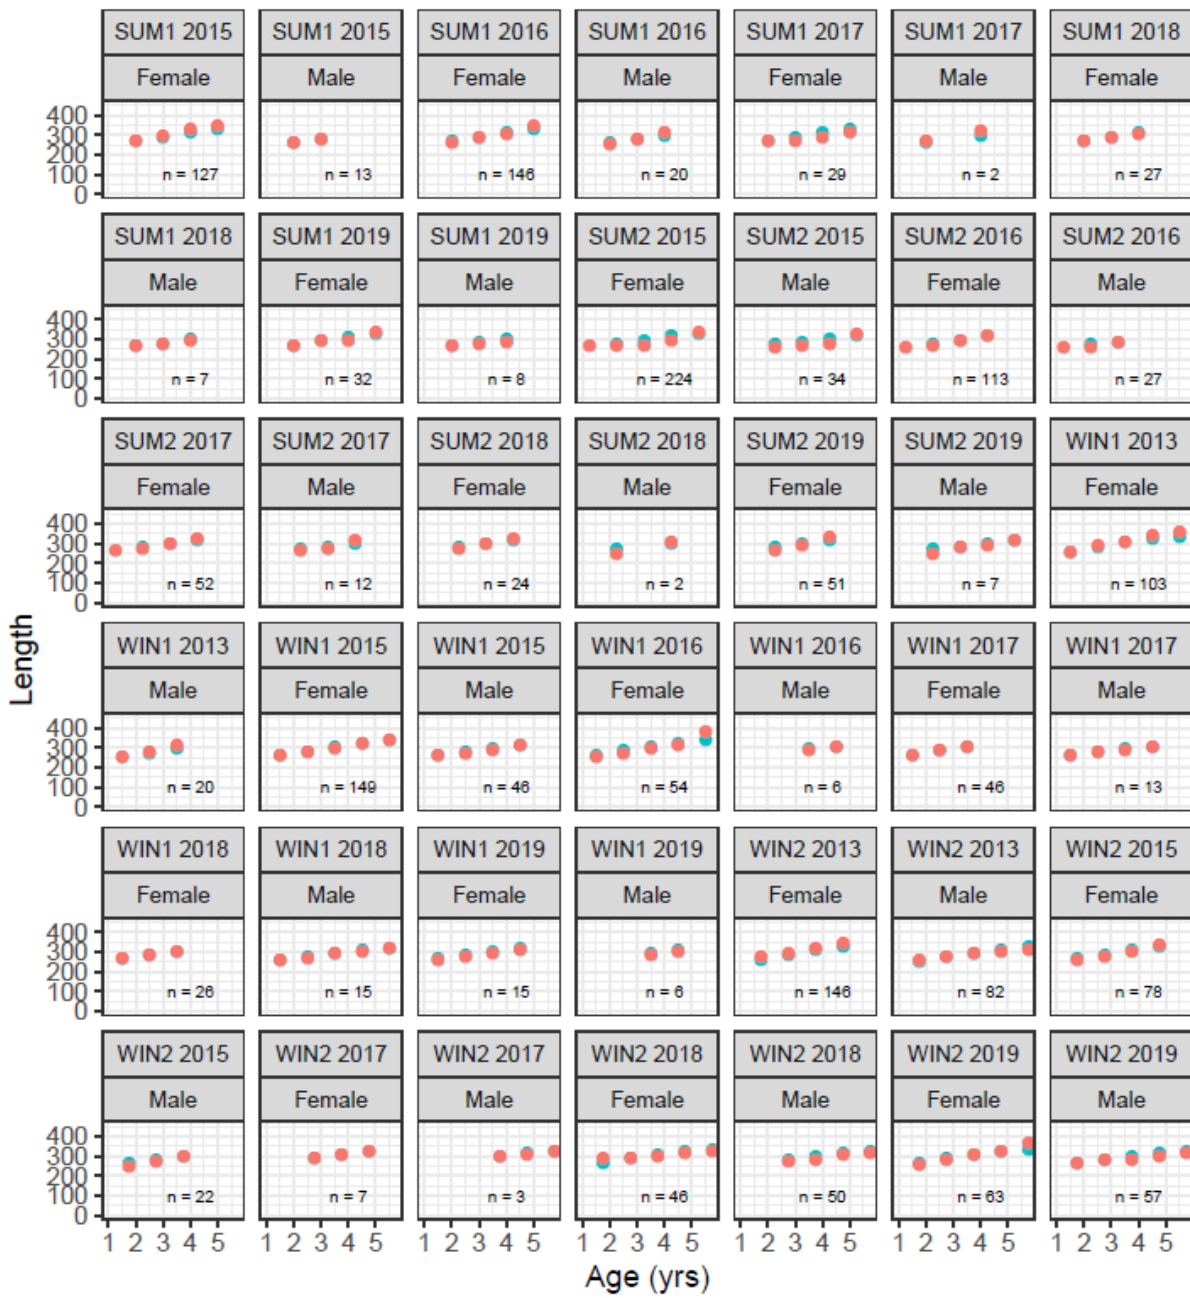 SUM1 2015 SUM1 2015 SUM1 2016 SUM1 2016 SUM1 2017 SUM1 2017 SUM1 2018
Female Male Female Male Female Male Female
400
300
200
100
0
n = 127 n = 13 n = 146 n = 20 n = 29 n = 2 n = 27
SUM1 2018 SUM1 2019 SUM1 2019 SUM2 2015 SUM2 2015 SUM2 2016 SUM2 2016
Male Female Male Female Male Female Male
400
300
200
100
0
n = 7 n = 32 n = 8 n = 224 n = 34 n = 113 n = 27
SUM2 2017 SUM2 2017 SUM2 2018 SUM2 2018 SUM2 2019 SUM2 2019 WIN1 2013
Female Male Female Male Female Male Female
400
300
200
100
0
n = 52 n = 12 n = 24 n = 2 n = 51 n = 7 n = 103
Length
WIN1 2013 WIN1 2015 WIN1 2015 WIN1 2016 WIN1 2016 WIN1 2017 WIN1 2017
Male Female Male Female Male Female Male
400
300
200
100
0
n = 20 n = 149 n = 46 n = 54 n = 6 n = 46 n = 13
WIN1 2018 WIN1 2018 WIN1 2019 WIN1 2019 WIN2 2013 WIN2 2013 WIN2 2015
Female Male Female Male Female Male Female
400
300
200
100
0
n = 26 n = 15 n = 15 n = 6 n = 146 n = 82 n = 78
WIN2 2015 WIN2 2017 WIN2 2017 WIN2 2018 WIN2 2018 WIN2 2019 WIN2 2019
Male Female Male Female Male Female Male
400
300
200
100
0
n = 22 n = 7 n = 3 n = 46 n = 50 n = 63 n = 57
1 2 3 4 5 1 2 3 4 5 1 2 3 4 5 1 2 3 4 5 1 2 3 4 5 1 2 3 4 5 1 2 3 4 5
Age (yrs)